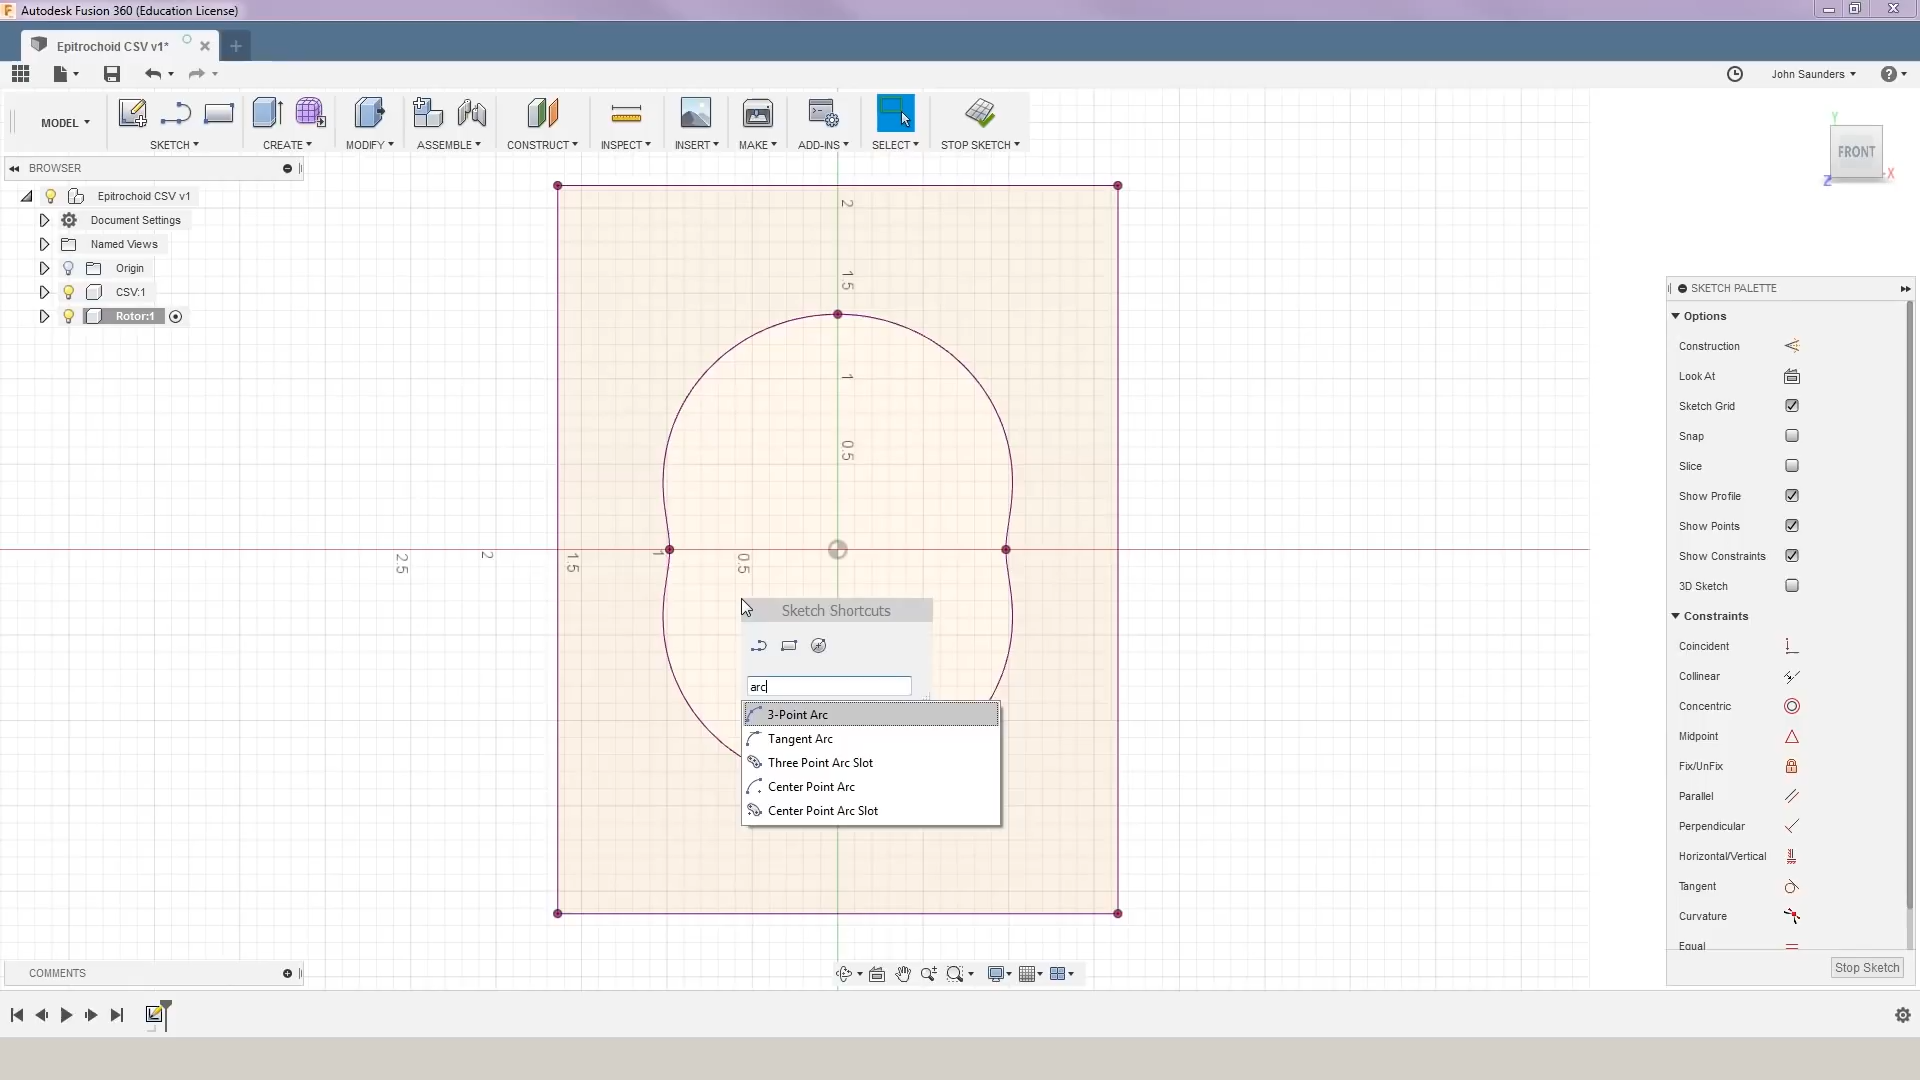 Autodesk Fusion 360 (Education License)
Epitrochoid CSV v1*
John Saunders
MODEL
SKETCH
CREATE
MODIFY
ASSEMBLE
CONSTRUCT
INSPECT
INSERT
MAKE
ADD-INS
SELECT
STOP SKETCH
BROWSER
Epitrochoid CSV v1
Document Settings
Named Views
Origin
CSV:1
Rotor:1
Y
FRONT
X
Z
2
1.5
1
0.5
2.5
2
1.5
1
0.5
Sketch Shortcuts
arc
3-Point Arc
Tangent Arc
Three Point Arc Slot
Center Point Arc
Center Point Arc Slot
SKETCH PALETTE
Options
Construction
Look At
Sketch Grid
Snap
Slice
Show Profile
Show Points
Show Constraints
3D Sketch
Constraints
Coincident
Collinear
Concentric
Midpoint
Fix/UnFix
Parallel
Perpendicular
Horizontal/Vertical
Tangent
Curvature
Equal
Stop Sketch
COMMENTS